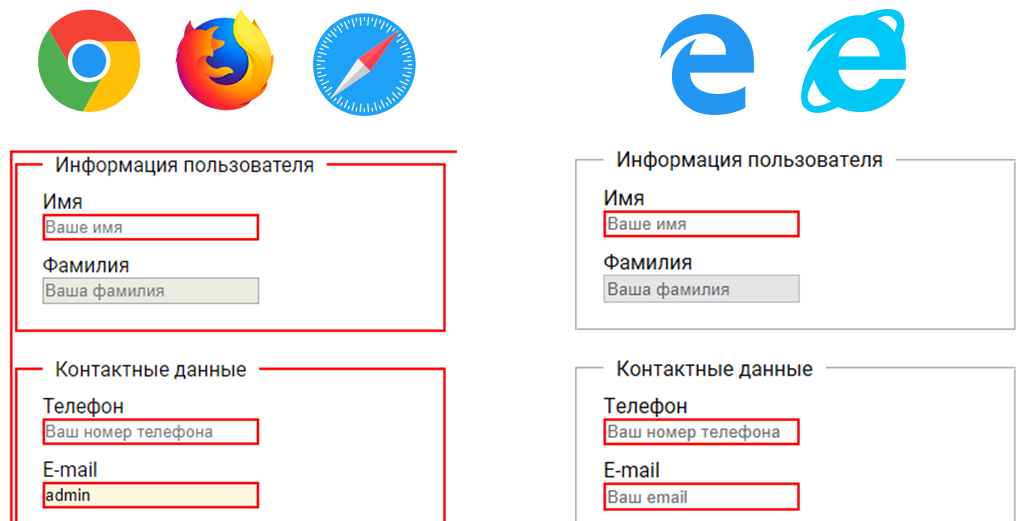 Информация пользователя
Имя
Ваше имя
Фамилия
Ваша фамилия
Контактные данные
Телефон
Ваш номер телефона
E-mail
admin
Информация пользователя
Имя
Ваше имя
Фамилия
Ваша фамилия
Контактные данные
Телефон
Ваш номер телефона
E-mail
Ваш email